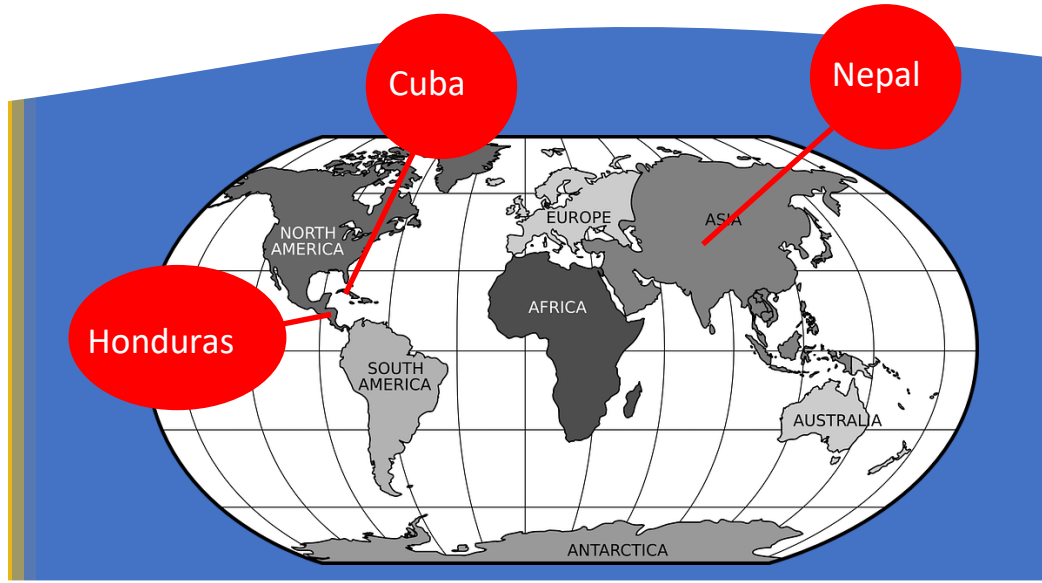 Cuba
Nepal
Honduras
NORTH
AMERICA
EUROPE
ASIA
AFRICA
SOUTH
AMERICA
AUSTRALIA
ANTARCTICA